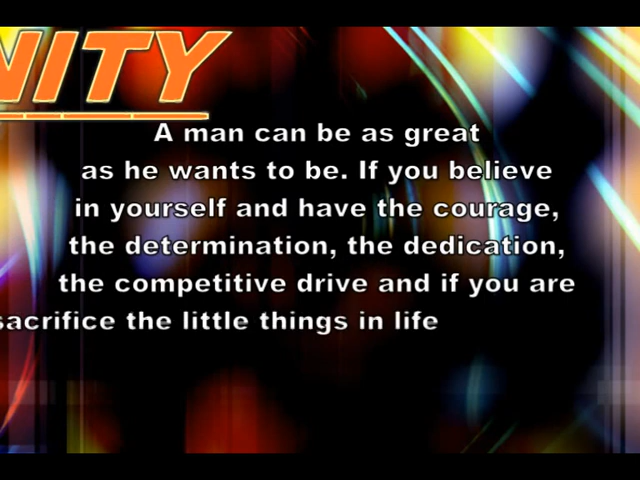 NITY
A man can be as great
as he wants to be. If you believe
in yourself and have the courage,
the determination, the dedication,
the competitive drive and if you are
sacrifice the little things in life